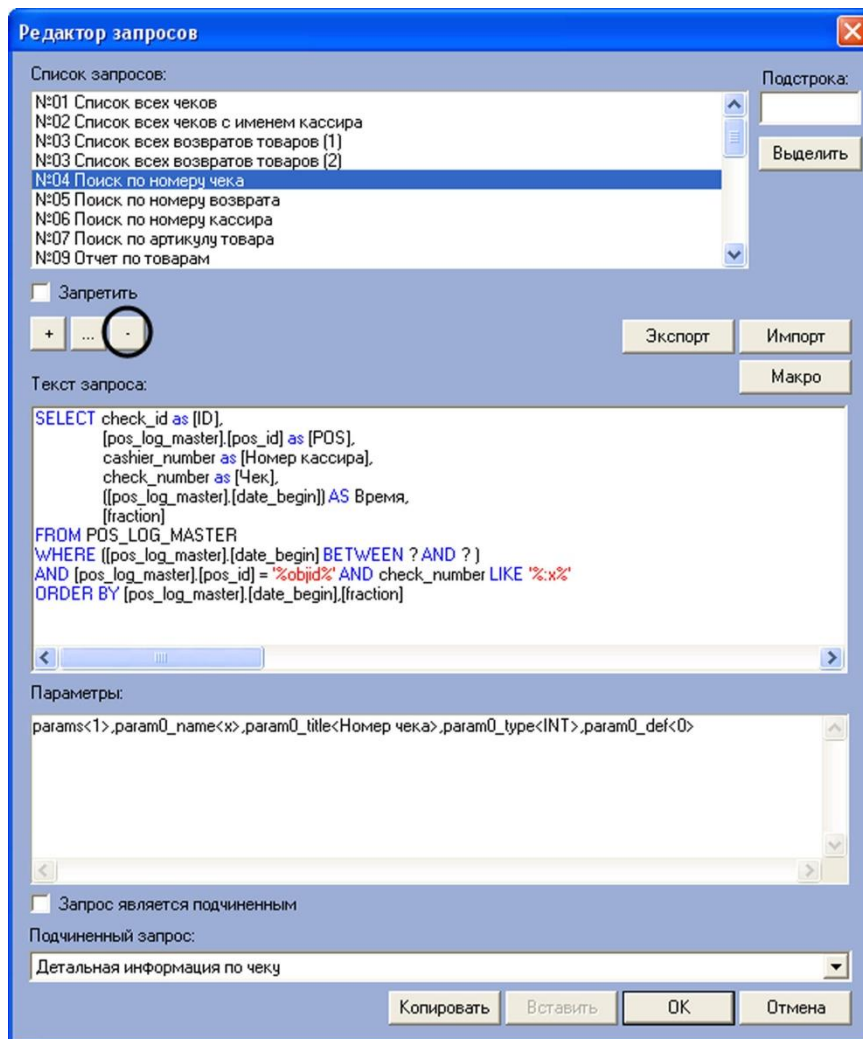 Редактор запросов
Список запросов:
Подстрока:
№01 Список всех чеков
№02 Список всех чеков с именем кассира
№03 Список всех возвратов товаров (1)
№03 Список всех возвратов товаров (2)
Выделить
№04 Поиск по номеру чека
№05 Поиск по номеру возврата
№06 Поиск по номеру кассира
№07 Поиск по артикулу товара
№09 Отчет по товарам
Запретить
+ ... -
Экспорт Импорт
Макро
Текст запроса:
SELECT check_id as [ID],
[pos_log_master].[pos_id] as [POS],
cashier_number as [Номер кассира],
check_number as [Чек],
([pos_log_master].[date_begin]) AS Время,
[fraction]
FROM POS_LOG_MASTER
WHERE ([pos_log_master].[date_begin] BETWEEN ? AND ? )
AND [pos_log_master].[pos_id] = '%objid%' AND check_number LIKE '%:x%'
ORDER BY [pos_log_master].[date_begin],[fraction]
Параметры:
params<1>,param0_name<x>,param0_title<Номер чека>,param0_type<INT>,param0_def<0>
Запрос является подчиненным
Подчиненный запрос:
Детальная информация по чеку
Копировать Вставить OK Отмена